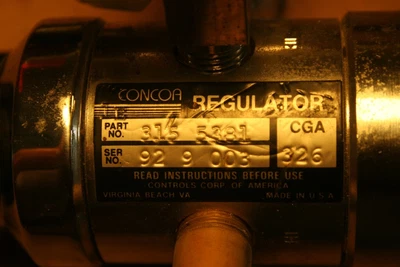 CONCOA REGULATOR
PART NO. 315 5381 CGA
SER NO. 92 9 003 326
READ INSTRUCTIONS BEFORE USE
CONTROLS CORP. OF AMERICA
VIRGINIA BEACH VA MADE IN U.S.A.